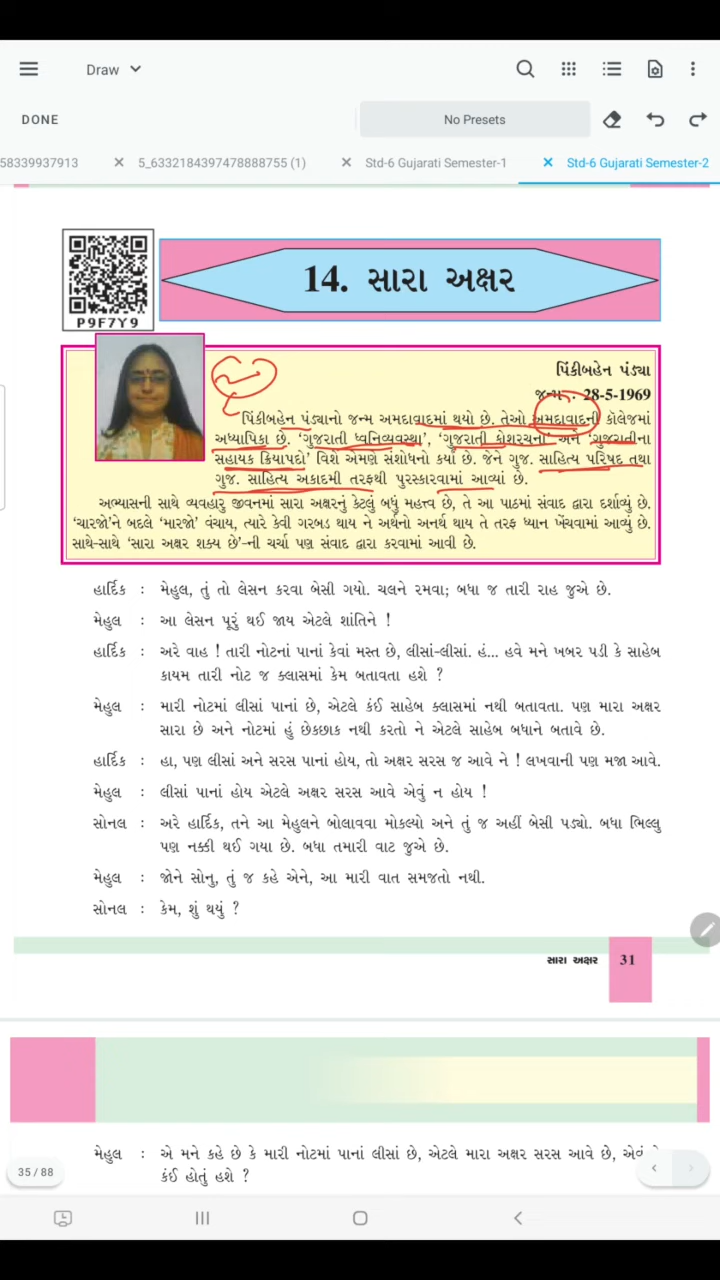 Draw
DONE
No Presets
58339937913
5_6332184397478888755 (1)
Std-6 Gujarati Semester-1
Std-6 Gujarati Semester-2
14. સારા અક્ષર
P9F7Y9
પિંકીબહેન પંડ્યા
જન્મ : 28-5-1969
પિંકીબહેન પંડ્યાનો જન્મ અમદાવાદમાં થયો છે. તેઓ અમદાવાદની કૉલેજમાં
અધ્યાપિકા છે. ‘ગુજરાતી ધ્વનિવ્યવસ્થા’, ‘ગુજરાતી કોશરચના’ અને ‘ગુજરાતીના
સહાયક ક્રિયાપદો’ વિશે એમણે સંશોધનો કર્યાં છે. જેને ગુજ. સાહિત્ય પરિષદ તથા
ગુજ. સાહિત્ય અકાદમી તરફથી પુરસ્કારવામાં આવ્યાં છે.
અભ્યાસની સાથે વ્યવહારુ જીવનમાં સારા અક્ષરનું કેટલું બધું મહત્ત્વ છે, તે આ પાઠમાં સંવાદ દ્વારા દર્શાવ્યું છે.
‘ચારજો’ને બદલે ‘મારજો’ વંચાય, ત્યારે કેવી ગરબડ થાય ને અર્થનો અનર્થ થાય તે તરફ ધ્યાન ખેંચવામાં આવ્યું છે.
સાથે-સાથે ‘સારા અક્ષર શક્ય છે’-ની ચર્ચા પણ સંવાદ દ્વારા કરવામાં આવી છે.
હાર્દિક : મેહુલ, તું તો લેસન કરવા બેસી ગયો. ચલને રમવા; બધા જ તારી રાહ જુએ છે.
મેહુલ : આ લેસન પૂરું થઈ જાય એટલે શાંતિને !
હાર્દિક : અરે વાહ ! તારી નોટનાં પાનાં કેવાં મસ્ત છે, લીસાં-લીસાં. હં... હવે મને ખબર પડી કે સાહેબ
કાયમ તારી નોટ જ ક્લાસમાં કેમ બતાવતા હશે ?
મેહુલ : મારી નોટમાં લીસાં પાનાં છે, એટલે કંઈ સાહેબ ક્લાસમાં નથી બતાવતા. પણ મારા અક્ષર
સારા છે અને નોટમાં હું છેકછાક નથી કરતો ને એટલે સાહેબ બધાને બતાવે છે.
હાર્દિક : હા, પણ લીસાં અને સરસ પાનાં હોય, તો અક્ષર સરસ જ આવે ને ! લખવાની પણ મજા આવે.
મેહુલ : લીસાં પાનાં હોય એટલે અક્ષર સરસ આવે એવું ન હોય !
સોનલ : અરે હાર્દિક, તને આ મેહુલને બોલાવવા મોકલ્યો અને તું જ અહીં બેસી પડ્યો. બધા ભિલ્લુ
પણ નક્કી થઈ ગયા છે. બધા તમારી વાટ જુએ છે.
મેહુલ : જોને સોનુ, તું જ કહે એને, આ મારી વાત સમજતો નથી.
સોનલ : કેમ, શું થયું ?
સારા અક્ષર 31
મેહુલ : એ મને કહે છે કે મારી નોટમાં પાનાં લીસાં છે, એટલે મારા અક્ષર સરસ આવે છે,
કંઈ હોતું હશે ?
35 / 88